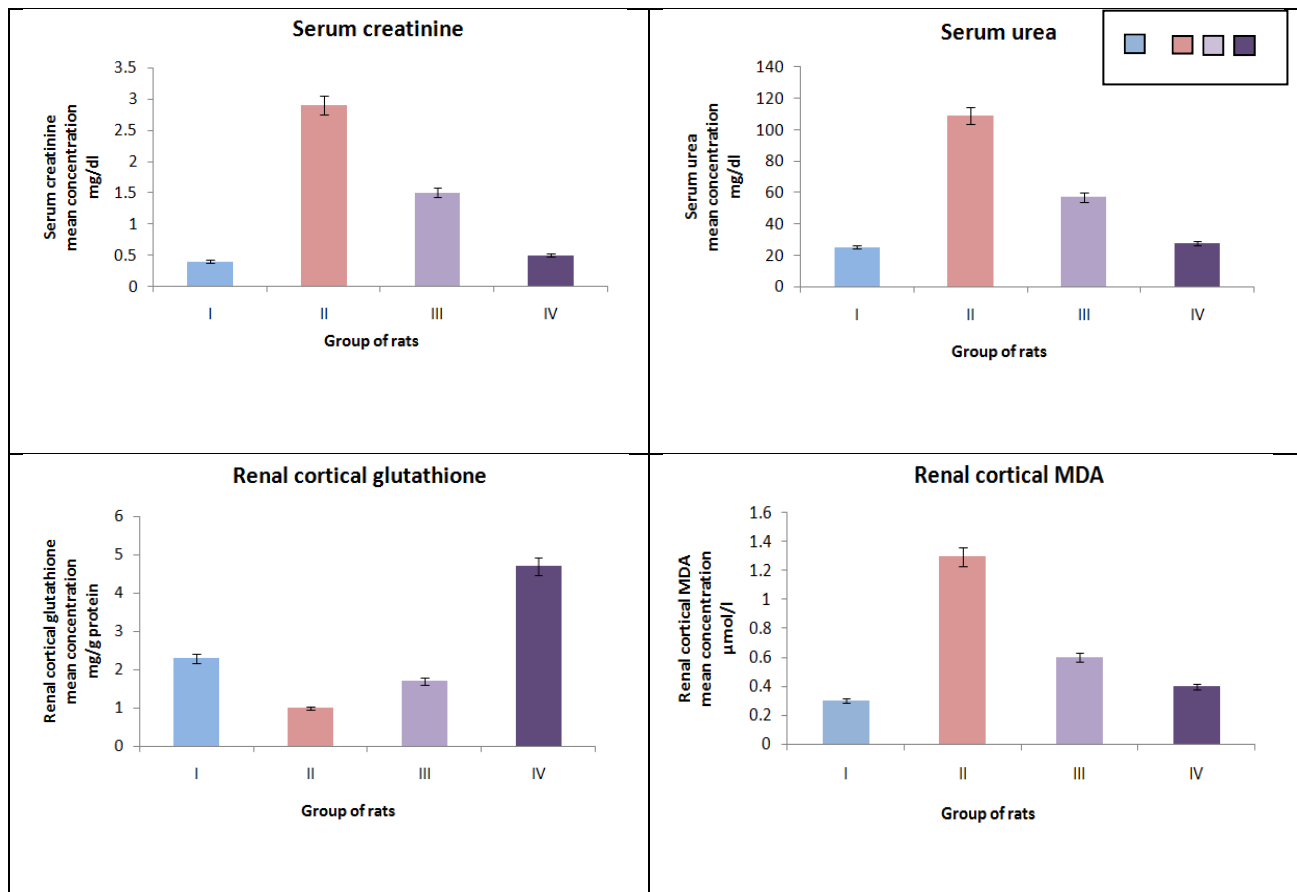 Serum creatinine
3.5
3
2.5
2
1.5
1
0.5
0
Serum creatinine
mean concentration
mg/dl
I II III IV
Group of rats
Serum urea
140
120
100
80
60
40
20
0
Serum urea
mean concentration
mg/dl
I II III IV
Group of rats
Renal cortical glutathione
6
5
4
3
2
1
0
Renal cortical glutathione
mean concentration
mg/g protein
I II III IV
Group of rats
Renal cortical MDA
1.6
1.4
1.2
1
0.8
0.6
0.4
0.2
0
Renal cortical MDA
mean concentration
µmol/l
I II III IV
Group of rats